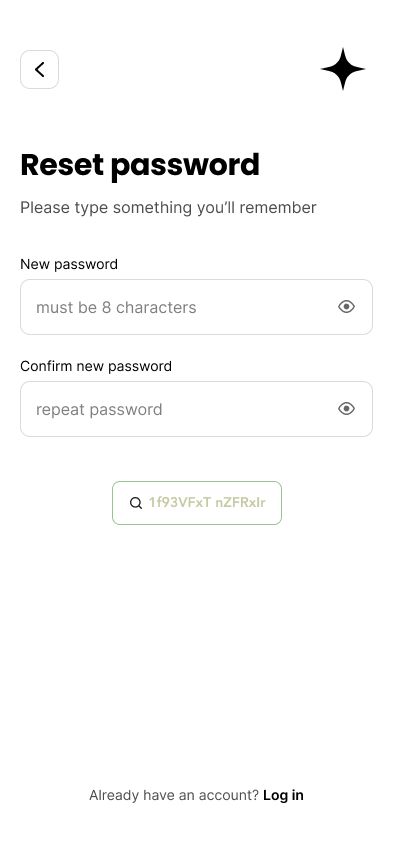 Reset password
Please type something you'll remember
New password
must be 8 characters
Confirm new password
repeat password
1f93VFxT nZFRxIr
Already have an account? Log in